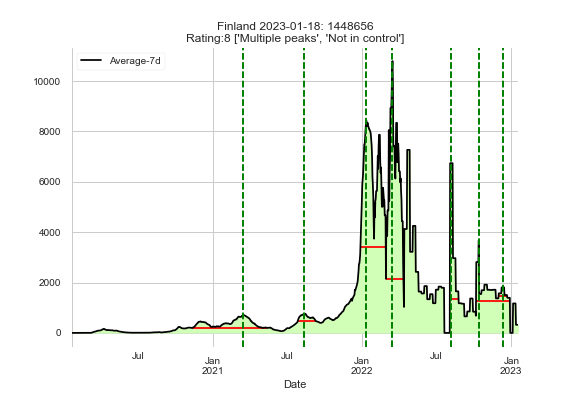 Finland 2023-01-18: 1448656
Rating:8 ['Multiple peaks', 'Not in control']
Average-7d
10000
8000
6000
4000
2000
0
Jul
Jan
2021
Jul
Jan
2022
Jul
Jan
2023
Date